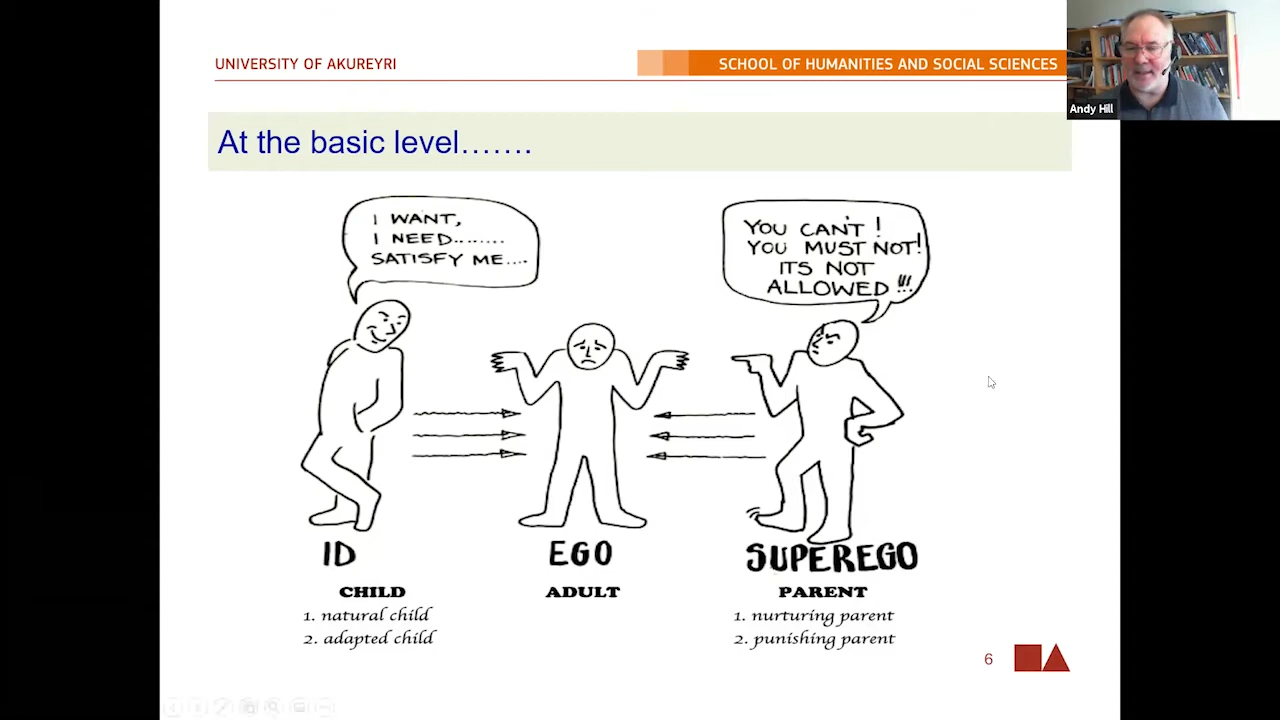 UNIVERSITY OF AKUREYRI
SCHOOL OF HUMANITIES AND SOCIAL SCIENCES
Andy Hill
At the basic level…….
I WANT,
I NEED........
SATISFY ME....
YOU CAN'T !
YOU MUST NOT!
ITS NOT
ALLOWED !!!
ID
EGO
SUPEREGO
CHILD
1. natural child
2. adapted child
ADULT
PARENT
1. nurturing parent
2. punishing parent
6